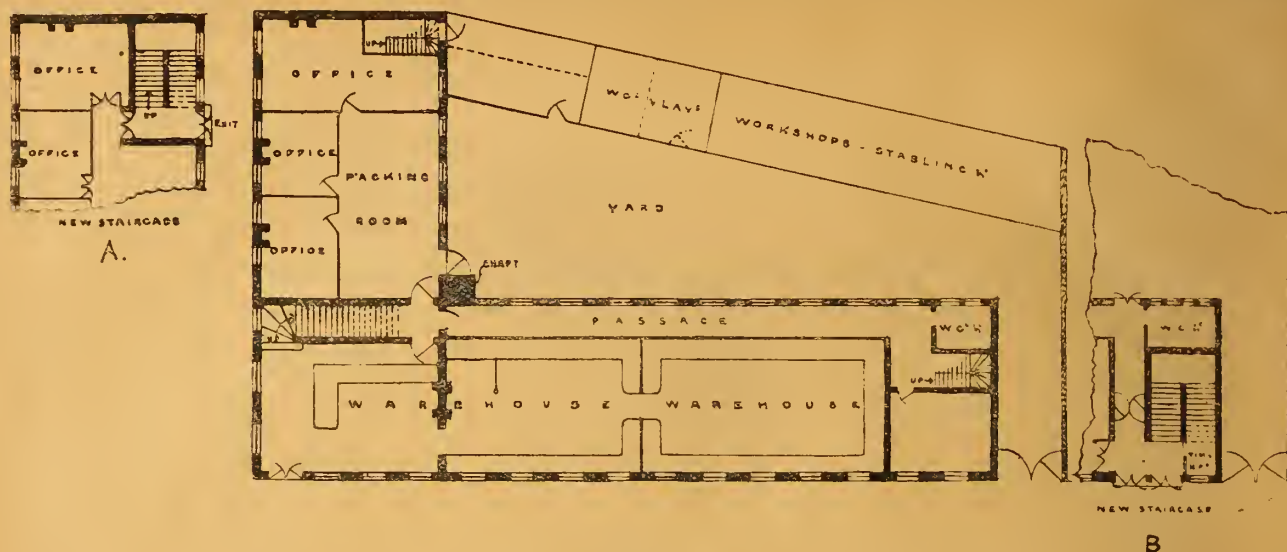 OFFICE
UP
EXIT
OFFICE
NEW STAIRCASE
A.
UP
OFFICE
OFFICE
PACKING
ROOM
OFFICE
SHAFT
WORKSHOPS - STABLING &c
YARD
PASSAGE
UP
WAREHOUSE
WAREHOUSE
UP
NEW STAIRCASE
B